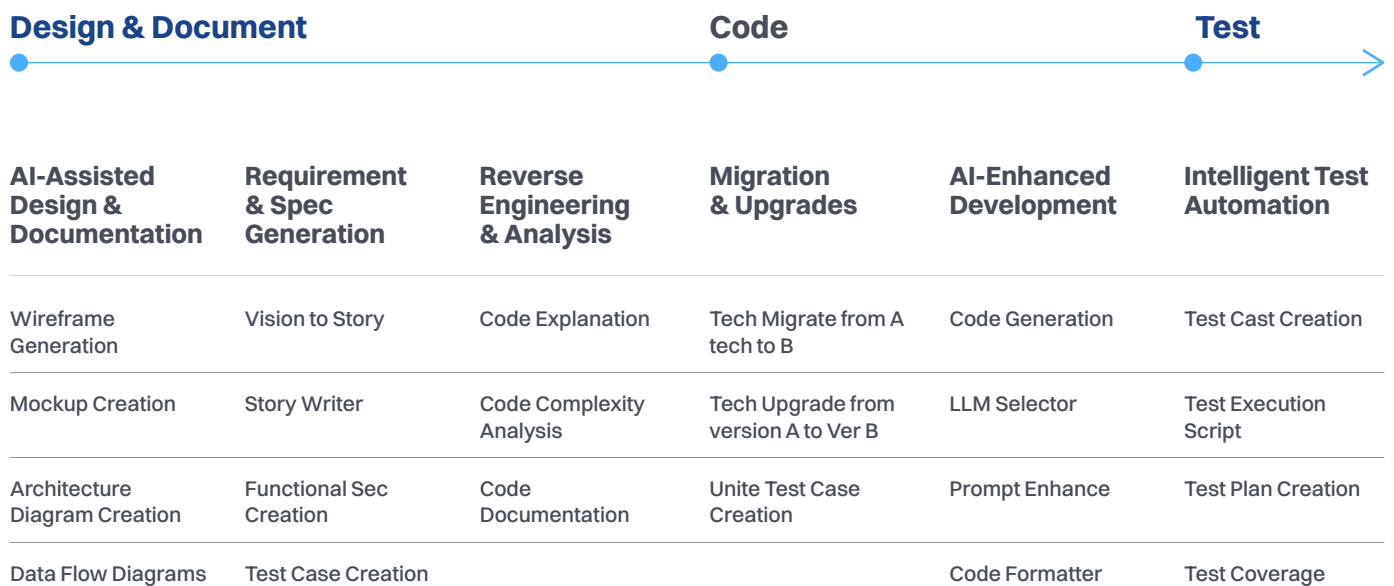 Design & Document
Code
Test
AI-Assisted
Design &
Documentation
Requirement
& Spec
Generation
Reverse
Engineering
& Analysis
Migration
& Upgrades
AI-Enhanced
Development
Intelligent Test
Automation
Wireframe
Generation
Vision to Story
Code Explanation
Tech Migrate from A
tech to B
Code Generation
Test Cast Creation
Mockup Creation
Story Writer
Code Complexity
Analysis
Tech Upgrade from
version A to Ver B
LLM Selector
Test Execution
Script
Architecture
Diagram Creation
Functional Sec
Creation
Code
Documentation
Unite Test Case
Creation
Prompt Enhance
Test Plan Creation
Data Flow Diagrams
Test Case Creation
Code Formatter
Test Coverage